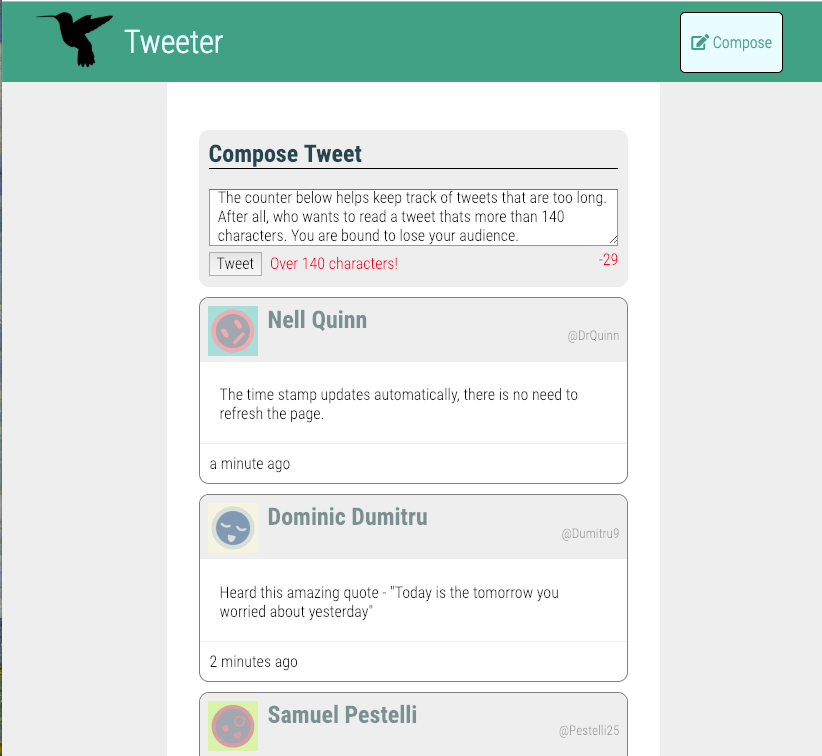 Tweeter
Compose
Compose Tweet
The counter below helps keep track of tweets that are too long.
After all, who wants to read a tweet thats more than 140
characters. You are bound to lose your audience.
Tweet Over 140 characters! -29
Nell Quinn
@DrQuinn
The time stamp updates automatically, there is no need to
refresh the page.
a minute ago
Dominic Dumitru
@Dumitru9
Heard this amazing quote - "Today is the tomorrow you
worried about yesterday"
2 minutes ago
Samuel Pestelli
@Pestelli25